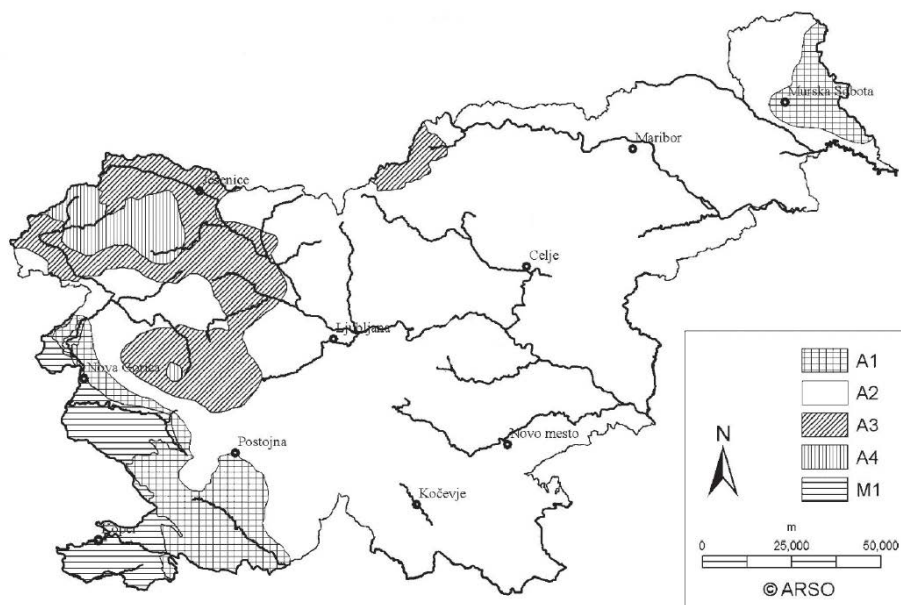 Murska Sobota
Maribor
Jesenice
Celje
Ljubljana
Nova Gorica
Novo mesto
Postojna
Kočevje
Koper
A1
A2
A3
A4
M1
N
m
0 25,000 50,000
© ARSO